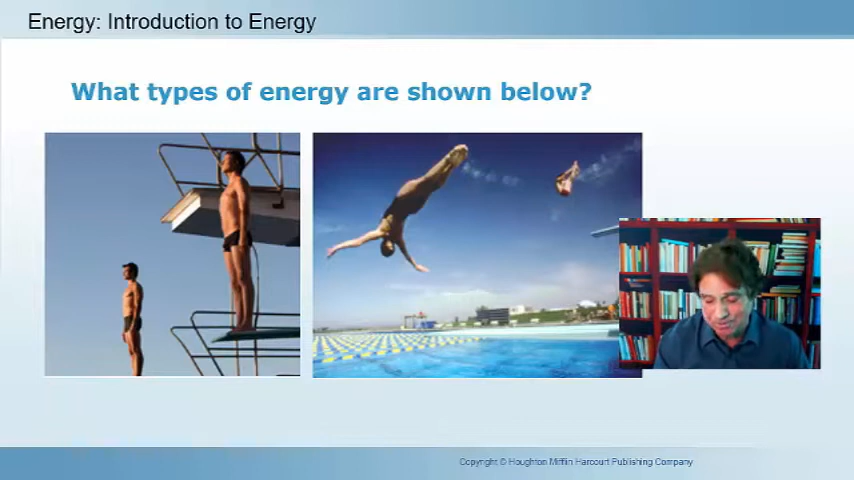 Energy: Introduction to Energy
What types of energy are shown below?
Copyright © Houghton Mifflin Harcourt Publishing Company